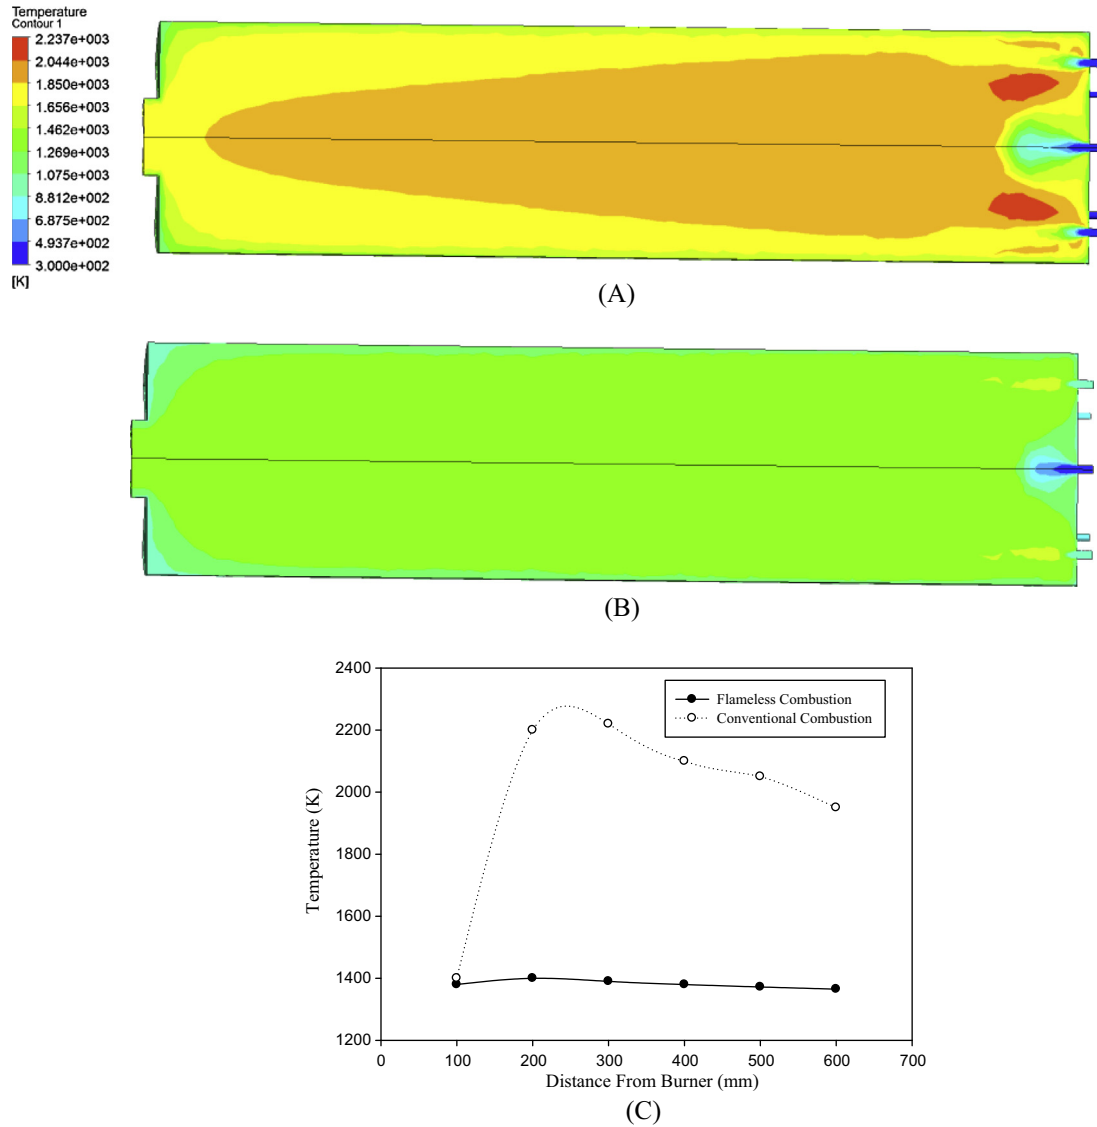 Temperature
Contour 1
2.237e+003
2.044e+003
1.850e+003
1.656e+003
1.462e+003
1.269e+003
1.075e+003
8.812e+002
6.875e+002
4.937e+002
3.000e+002
[K]
(A)
(B)
2400
2200
2000
1800
1600
1400
1200
Temperature (K)
Flameless Combustion
Conventional Combustion
0 100 200 300 400 500 600 700
Distance From Burner (mm)
(C)